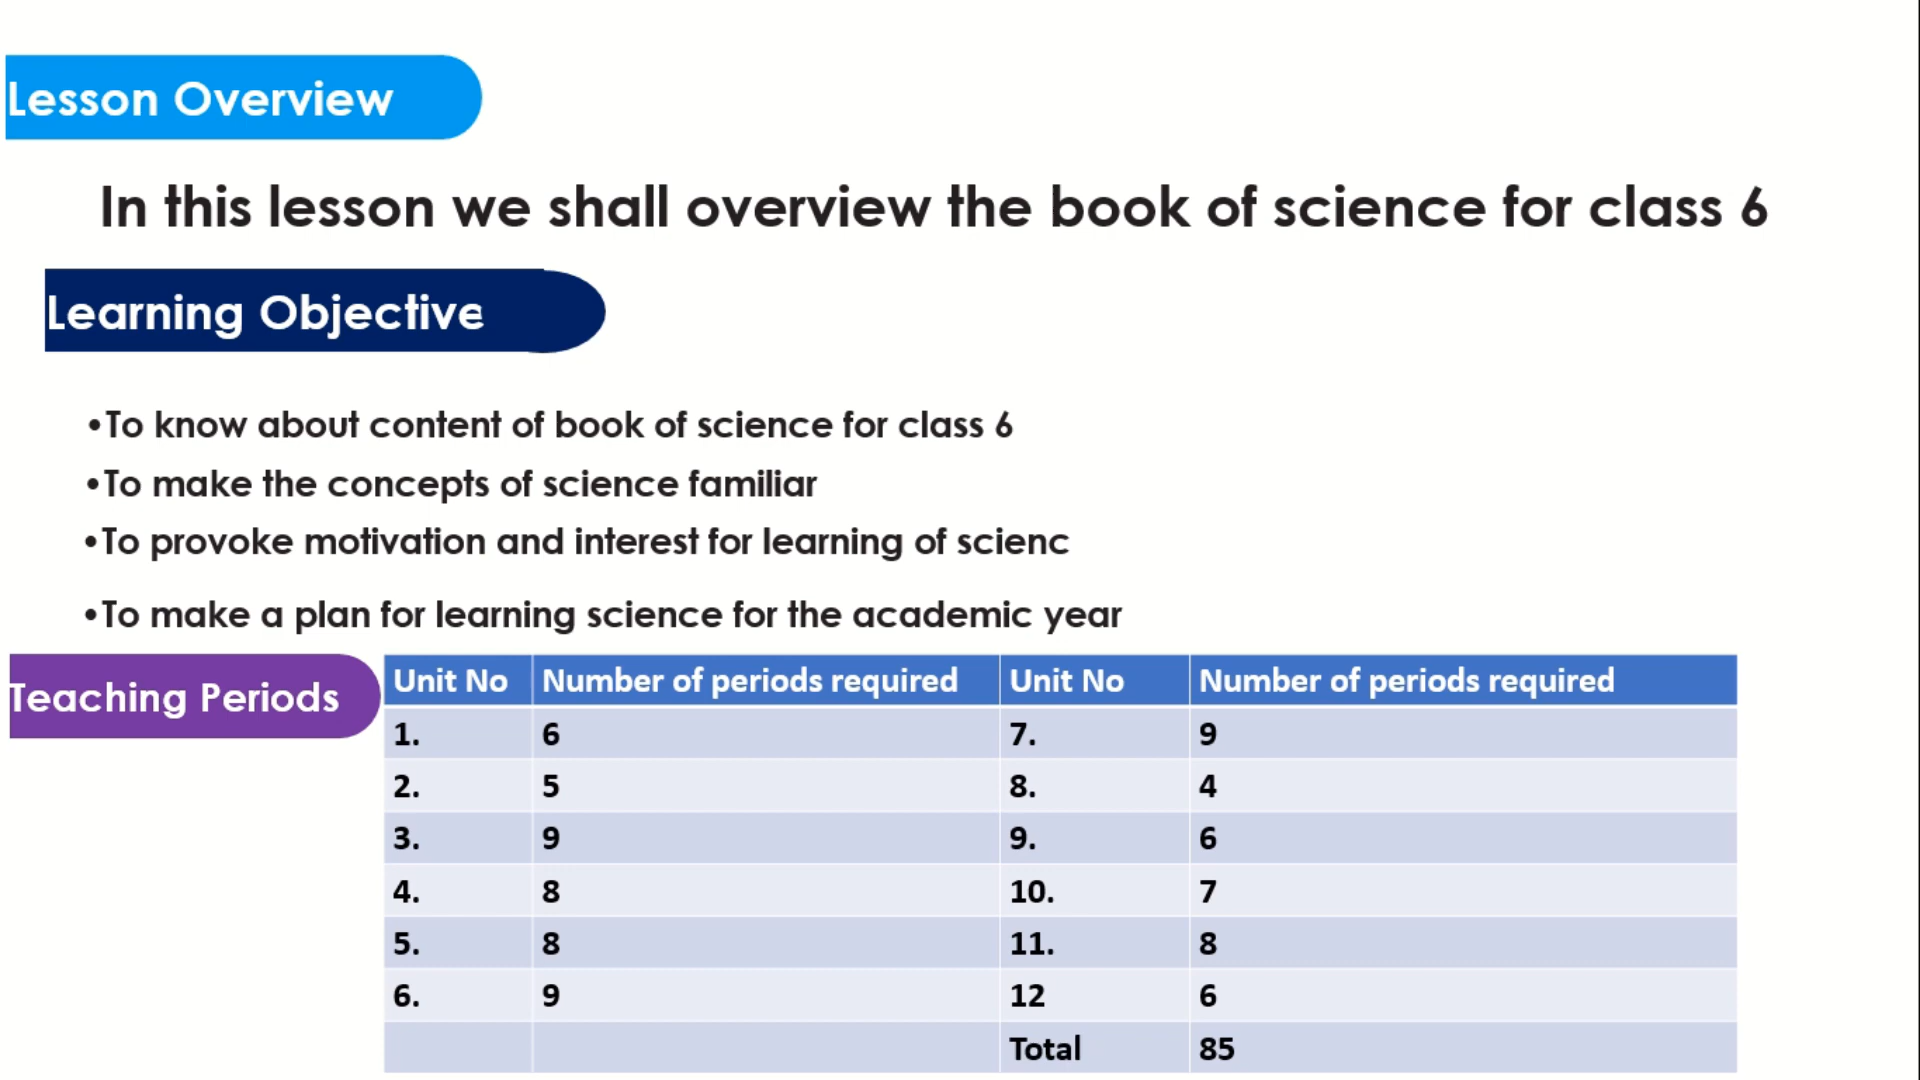 Lesson Overview
In this lesson we shall overview the book of science for class 6
Learning Objective
•To know about content of book of science for class 6
•To make the concepts of science familiar
•To provoke motivation and interest for learning of scienc
•To make a plan for learning science for the academic year
Teaching Periods
Unit No Number of periods required Unit No Number of periods required
1. 6 7. 9
2. 5 8. 4
3. 9 9. 6
4. 8 10. 7
5. 8 11. 8
6. 9 12 6
Total 85